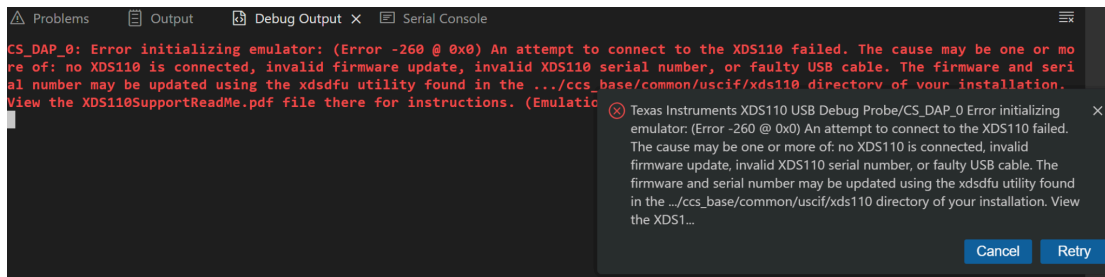 Problems Output Debug Output Serial Console
CS_DAP_0: Error initializing emulator: (Error -260 @ 0x0) An attempt to connect to the XDS110 failed. The cause may be one or mo
re of: no XDS110 is connected, invalid firmware update, invalid XDS110 serial number, or faulty USB cable. The firmware and seri
al number may be updated using the xdsdfu utility found in the .../ccs_base/common/uscif/xds110 directory of your installation.
View the XDS110SupportReadMe.pdf file there for instructions. (Emulatio
Texas Instruments XDS110 USB Debug Probe/CS_DAP_0 Error initializing
emulator: (Error -260 @ 0x0) An attempt to connect to the XDS110 failed.
The cause may be one or more of: no XDS110 is connected, invalid
firmware update, invalid XDS110 serial number, or faulty USB cable. The
firmware and serial number may be updated using the xdsdfu utility found
in the .../ccs_base/common/uscif/xds110 directory of your installation. View
the XDS1...
Cancel Retry